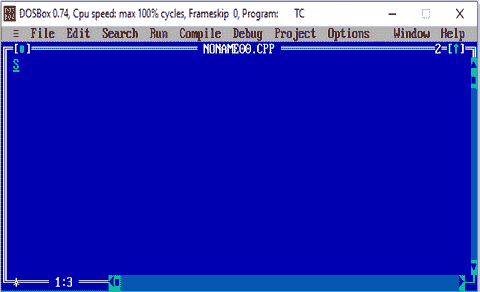 DOSBox 0.74, Cpu speed: max 100% cycles, Frameskip 0, Program: TC
≡ File Edit Search Run Compile Debug Project Options Window Help
[■] NONAME00.CPP 2=[↑]
S
1:3